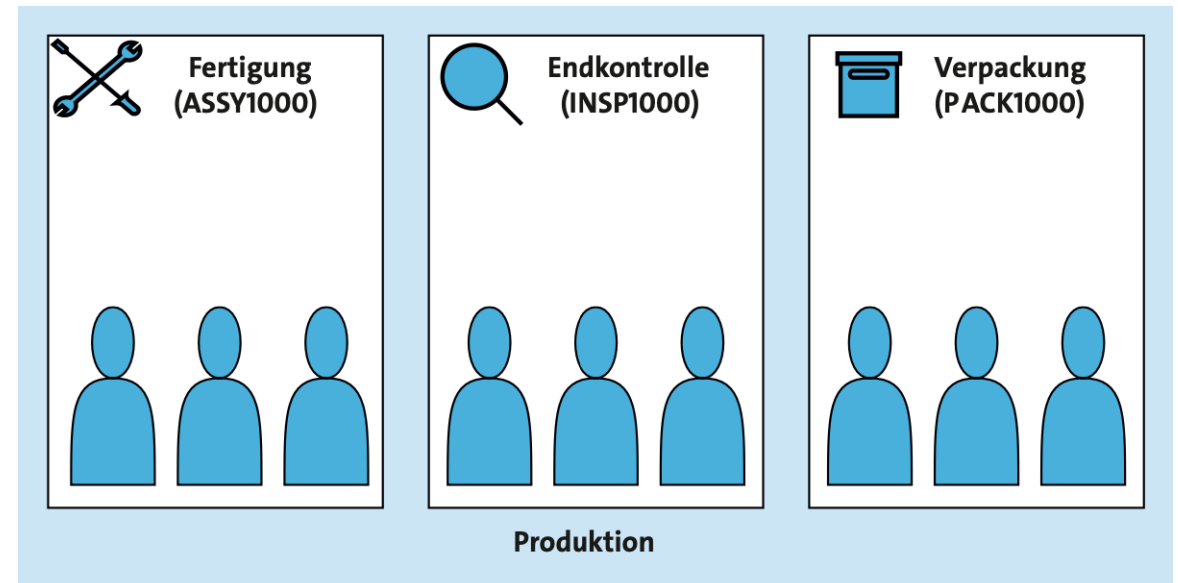 Fertigung
(ASSY1000)
Endkontrolle
(INSP1000)
Verpackung
(PACK1000)
Produktion